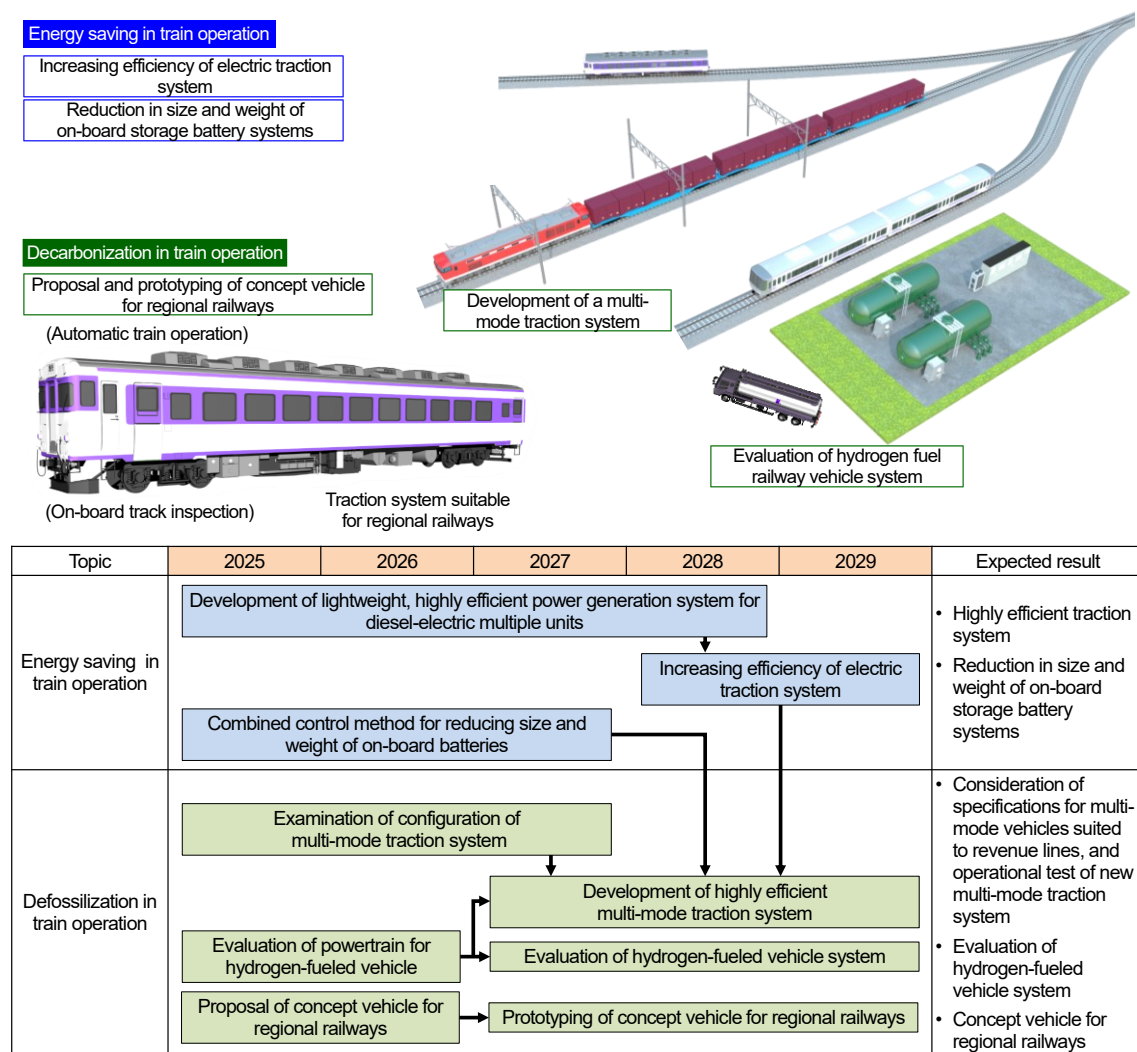 Energy saving in train operation
Increasing efficiency of electric traction
system
Reduction in size and weight of
on-board storage battery systems
Decarbonization in train operation
Proposal and prototyping of concept vehicle
for regional railways
(Automatic train operation)
Development of a multi-
mode traction system
Evaluation of hydrogen fuel
railway vehicle system
(On-board track inspection)
Traction system suitable
for regional railways
Topic
2025
2026
2027
2028
2029
Expected result
Energy saving in
train operation
Development of lightweight, highly efficient power generation system for
diesel-electric multiple units
Increasing efficiency of electric
traction system
Combined control method for reducing size and
weight of on-board batteries
• Highly efficient traction
system
• Reduction in size and
weight of on-board
storage battery
systems
Defossilization in
train operation
Examination of configuration of
multi-mode traction system
Development of highly efficient
multi-mode traction system
Evaluation of powertrain for
hydrogen-fueled vehicle
Evaluation of hydrogen-fueled vehicle system
Proposal of concept vehicle for
regional railways
Prototyping of concept vehicle for regional railways
• Consideration of
specifications for multi-
mode vehicles suited
to revenue lines, and
operational test of new
multi-mode traction
system
• Evaluation of
hydrogen-fueled
vehicle system
• Concept vehicle for
regional railways